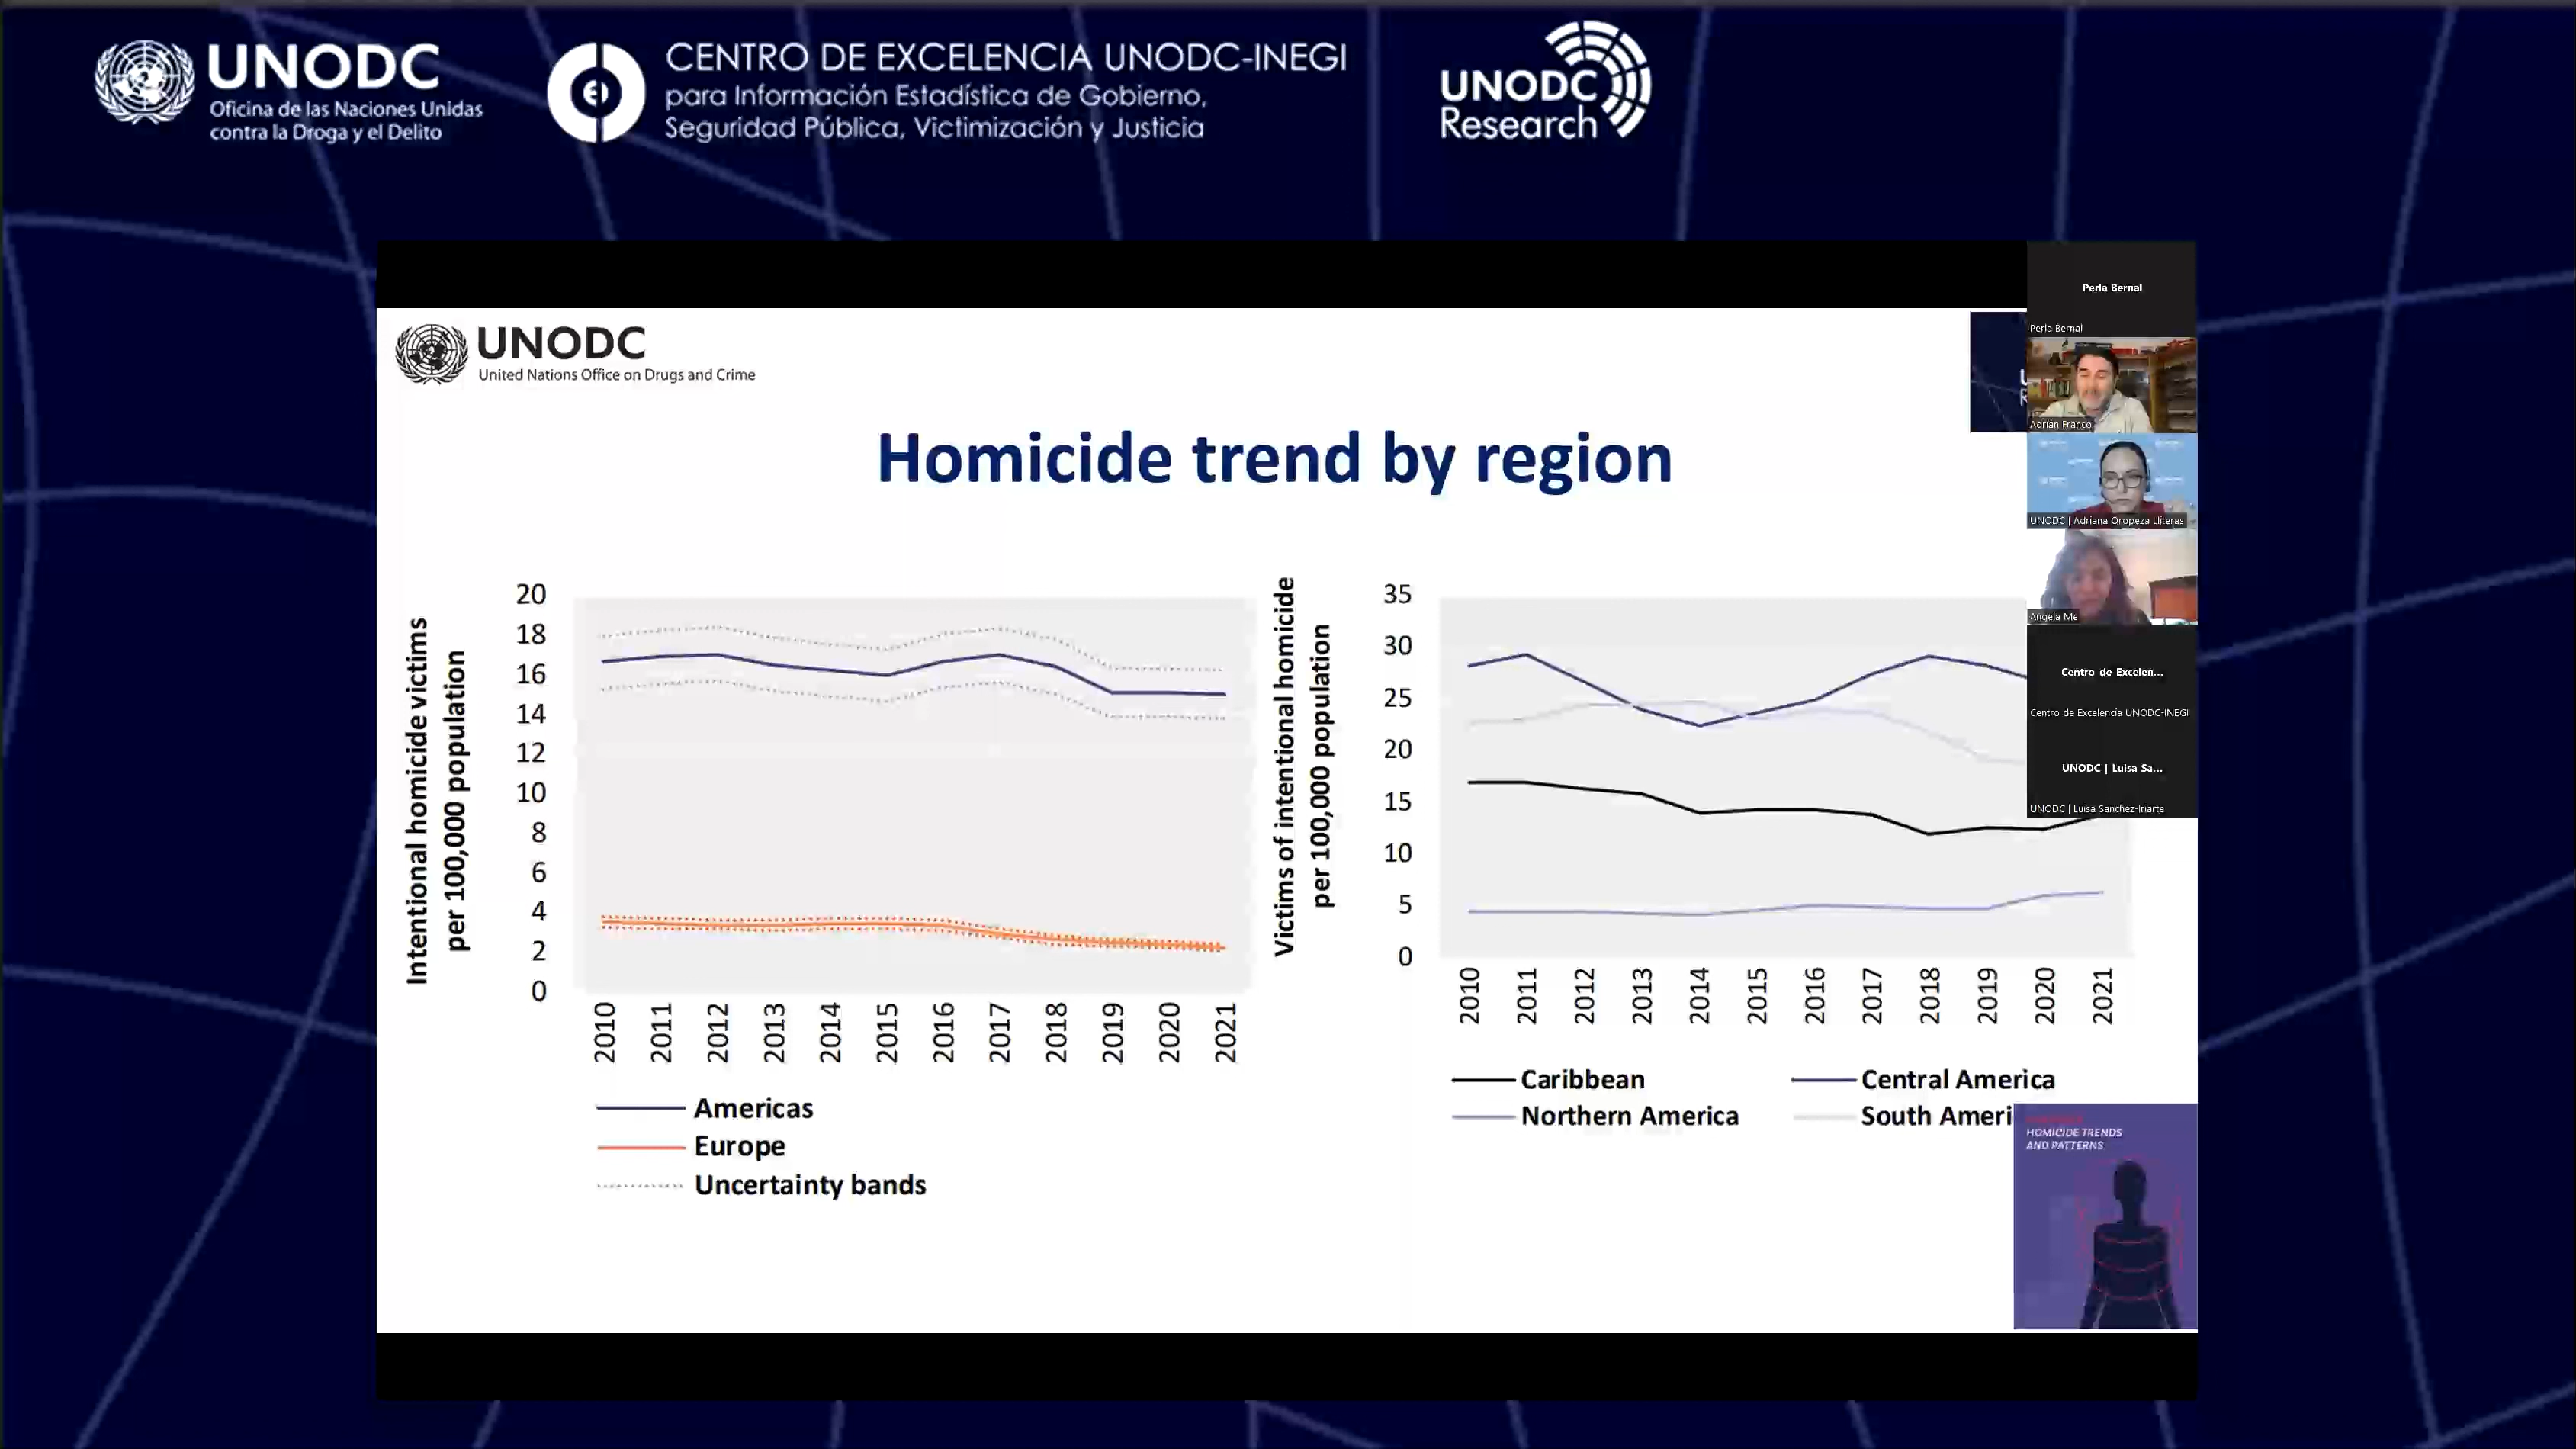 UNODC
Oficina de las Naciones Unidas
contra la Droga y el Delito
CENTRO DE EXCELENCIA UNODC-INEGI
para Información Estadística de Gobierno,
Seguridad Pública, Victimización y Justicia
UNODC
Research
Perla Bernal
Perla Bernal
Adrián Franco
UNODC | Adriana Oropeza Lliteras
Angela Me
Centro de Excelen...
Centro de Excelencia UNODC-INEGI
UNODC | Luisa Sa...
UNODC | Luisa Sanchez-Iriarte
UNODC
United Nations Office on Drugs and Crime
Homicide trend by region
Intentional homicide victims
per 100,000 population
20
18
16
14
12
10
8
6
4
2
0
2010 2011 2012 2013 2014 2015 2016 2017 2018 2019 2020 2021
Americas
Europe
Uncertainty bands
Victims of intentional homicide
per 100,000 population
35
30
25
20
15
10
5
0
2010 2011 2012 2013 2014 2015 2016 2017 2018 2019 2020 2021
Caribbean Central America
Northern America South Ameri
HOMICIDE TRENDS
AND PATTERNS